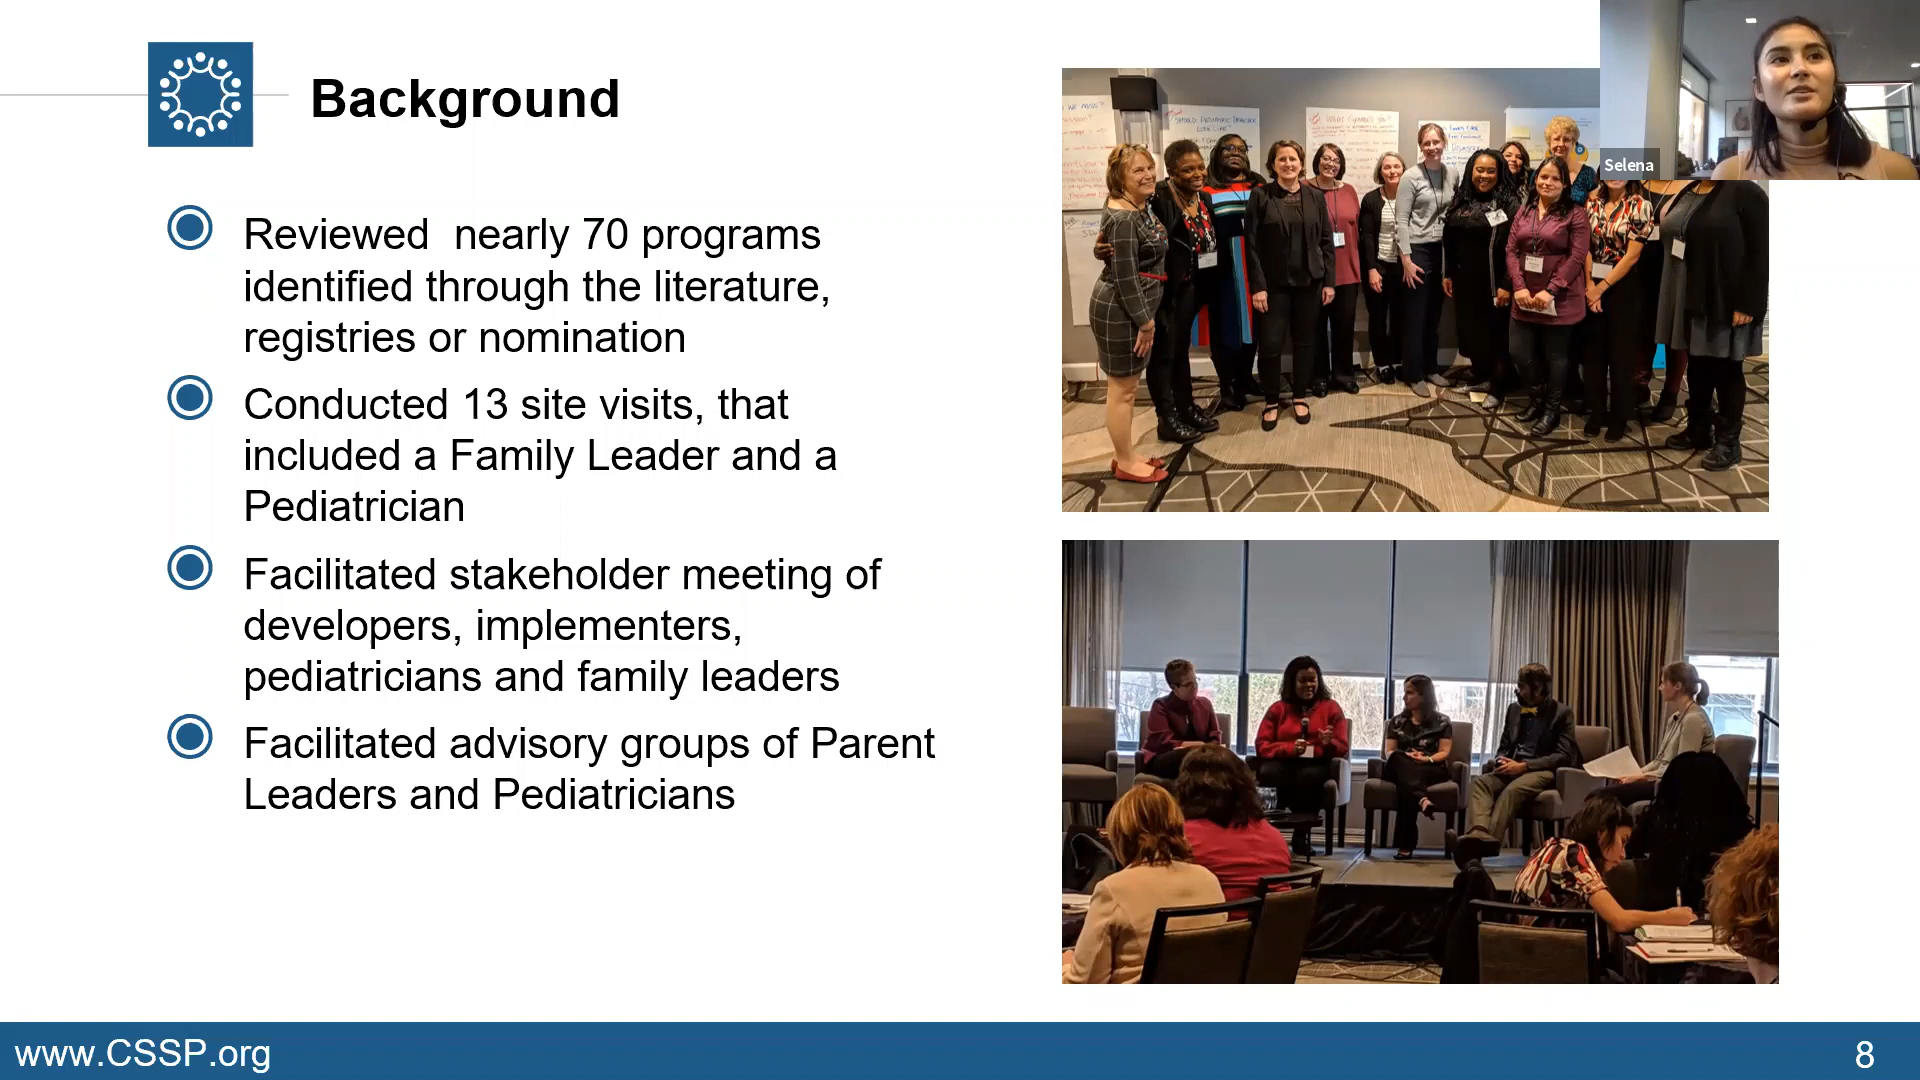 Background
Reviewed  nearly 70 programs
identified through the literature,
registries or nomination
Conducted 13 site visits, that
included a Family Leader and a
Pediatrician
Facilitated stakeholder meeting of
developers, implementers,
pediatricians and family leaders
Facilitated advisory groups of Parent
Leaders and Pediatricians
Selena
www.CSSP.org
8